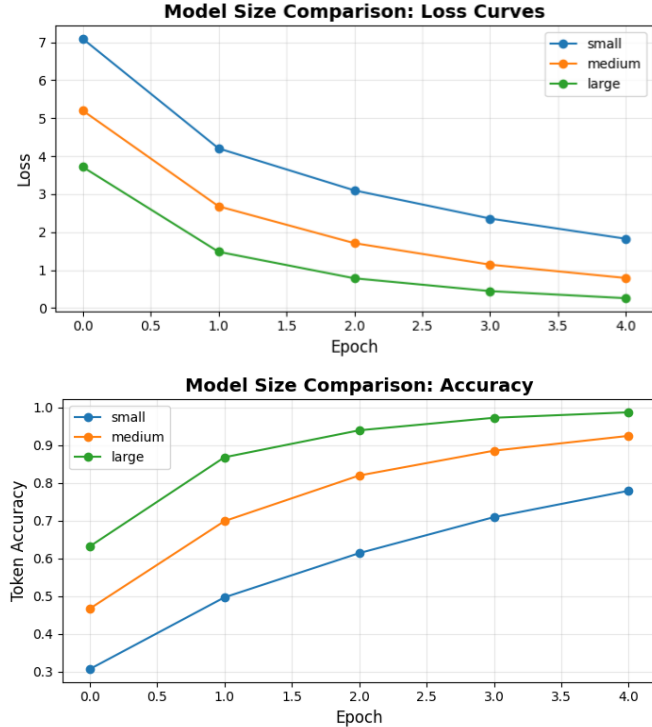 Model Size Comparison: Loss Curves
7
6
5
4
3
2
1
0
Loss
small
medium
large
0.0 0.5 1.0 1.5 2.0 2.5 3.0 3.5 4.0
Epoch
Model Size Comparison: Accuracy
1.0
0.9
0.8
0.7
0.6
0.5
0.4
0.3
Token Accuracy
small
medium
large
0.0 0.5 1.0 1.5 2.0 2.5 3.0 3.5 4.0
Epoch